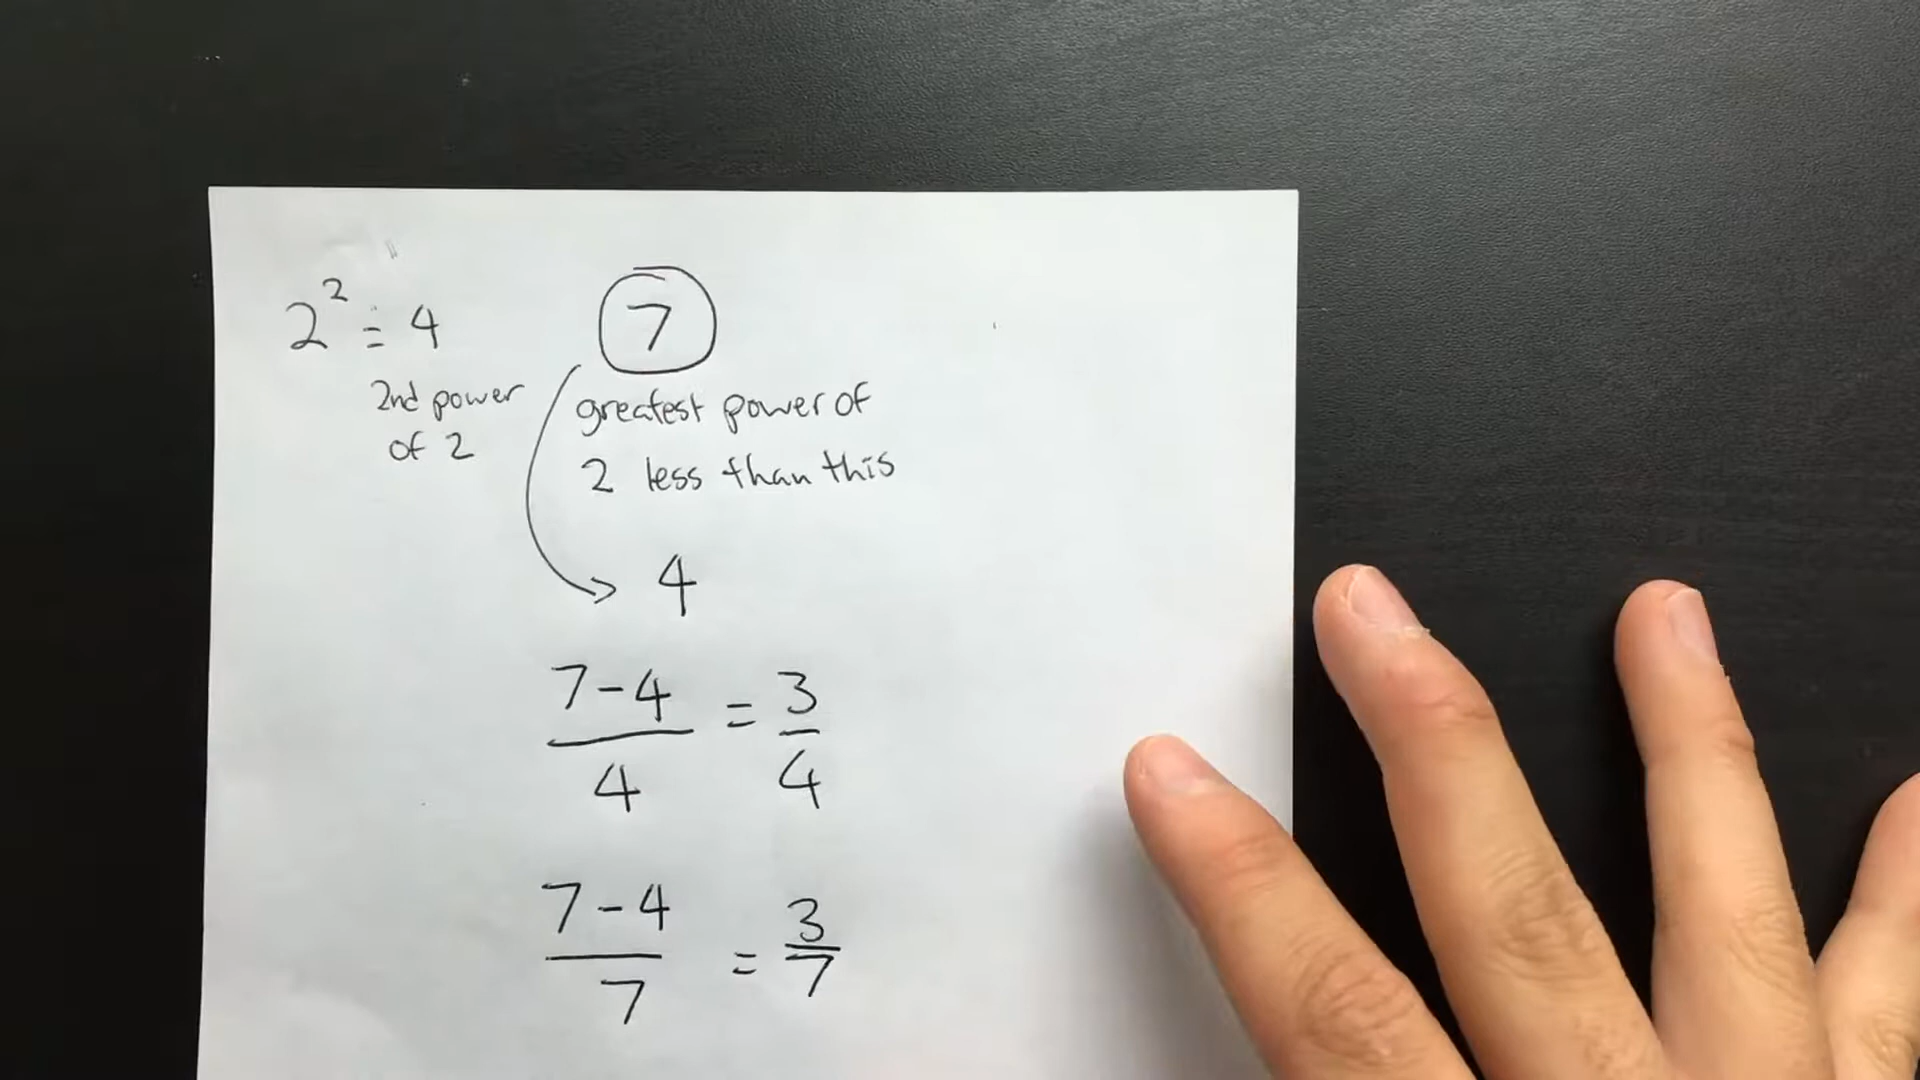 2² = 4
2nd power
of 2
7
greatest power of
2 less than this
4
7-4
4
= 3
4
7-4
7
= 3
7